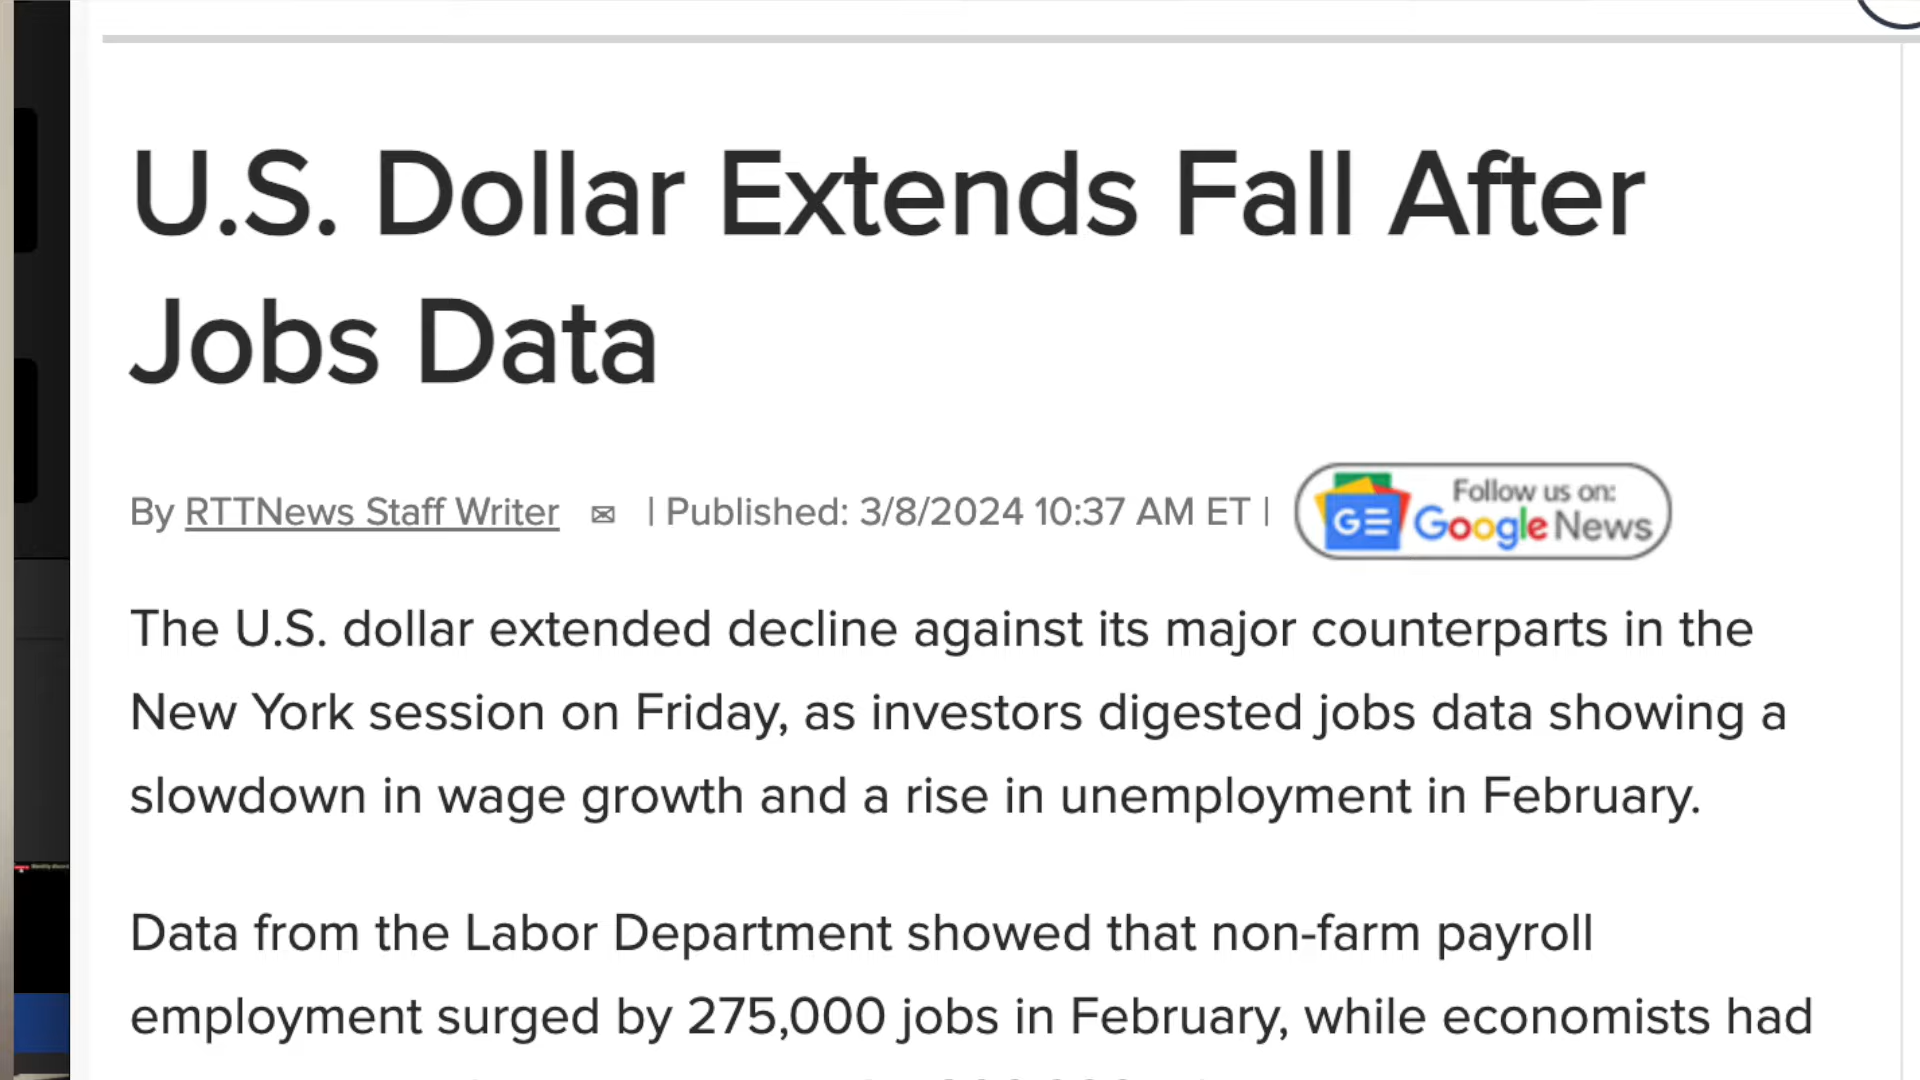 U.S. Dollar Extends Fall After
Jobs Data
By RTTNews Staff Writer ✉ | Published: 3/8/2024 10:37 AM ET |
Follow us on:
GE Google News
The U.S. dollar extended decline against its major counterparts in the
New York session on Friday, as investors digested jobs data showing a
slowdown in wage growth and a rise in unemployment in February.
Data from the Labor Department showed that non-farm payroll
employment surged by 275,000 jobs in February, while economists had